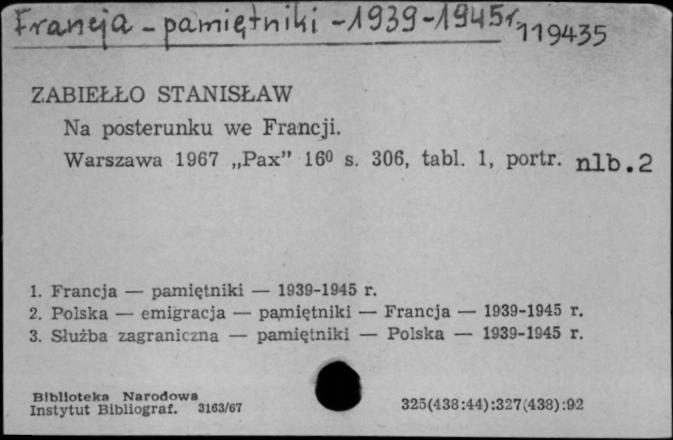 Francja - pamiętniki - 1939-1945 r.
119435
ZABIEŁŁO STANISŁAW
Na posterunku we Francji.
Warszawa 1967 „Pax” 16⁰ s. 306, tabl. 1, portr. nlb.2
1. Francja — pamiętniki — 1939-1945 r.
2. Polska — emigracja — pamiętniki — Francja — 1939-1945 r.
3. Służba zagraniczna — pamiętniki — Polska — 1939-1945 r.
Biblioteka Narodowa
Instytut Bibliograf. 3163/67
325(438:44):327(438):92